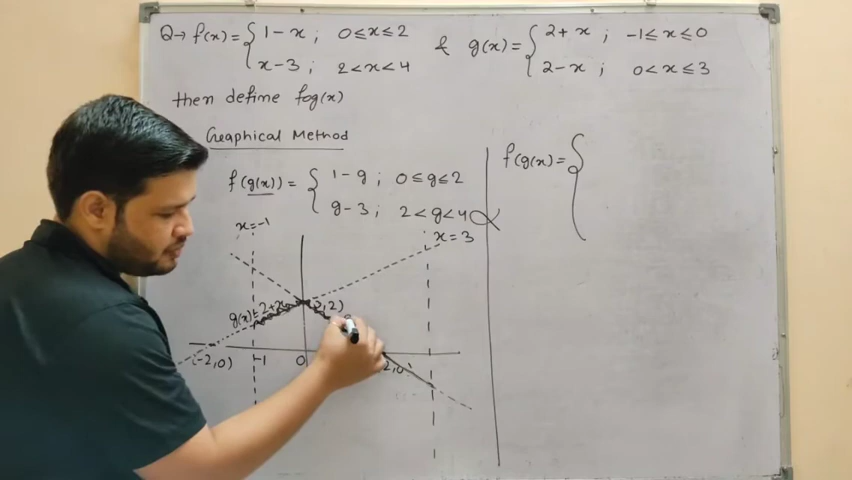 Q→ f(x) = { 1 - x ; 0 ≤ x ≤ 2 & g(x) = { 2 + x ; -1 ≤ x ≤ 0
x - 3 ; 2 < x < 4 2 - x ; 0 < x ≤ 3
then define fog(x)
Graphical Method
f(g(x)) = { 1 - g ; 0 ≤ g ≤ 2
g - 3 ; 2 < g < 4
f(g(x) = {
x = -1
x = 3
g(x) = 2+x
,2)
(-2,0) -1 0 2,0